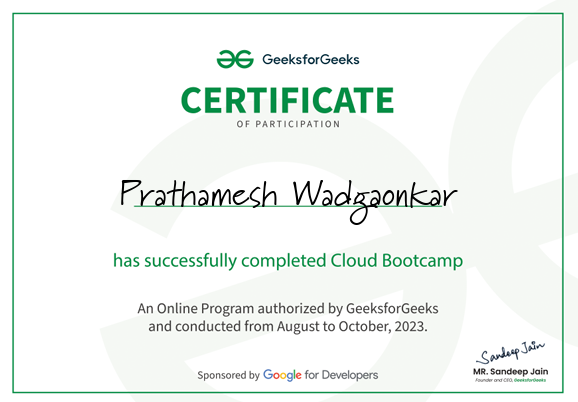 GeeksforGeeks
CERTIFICATE
OF PARTICIPATION
Prathamesh Wadgaonkar
has successfully completed Cloud Bootcamp
An Online Program authorized by GeeksforGeeks
and conducted from August to October, 2023.
Sandeep Jain
MR. Sandeep Jain
Founder and CEO, GeeksforGeeks
Sponsored by Google for Developers